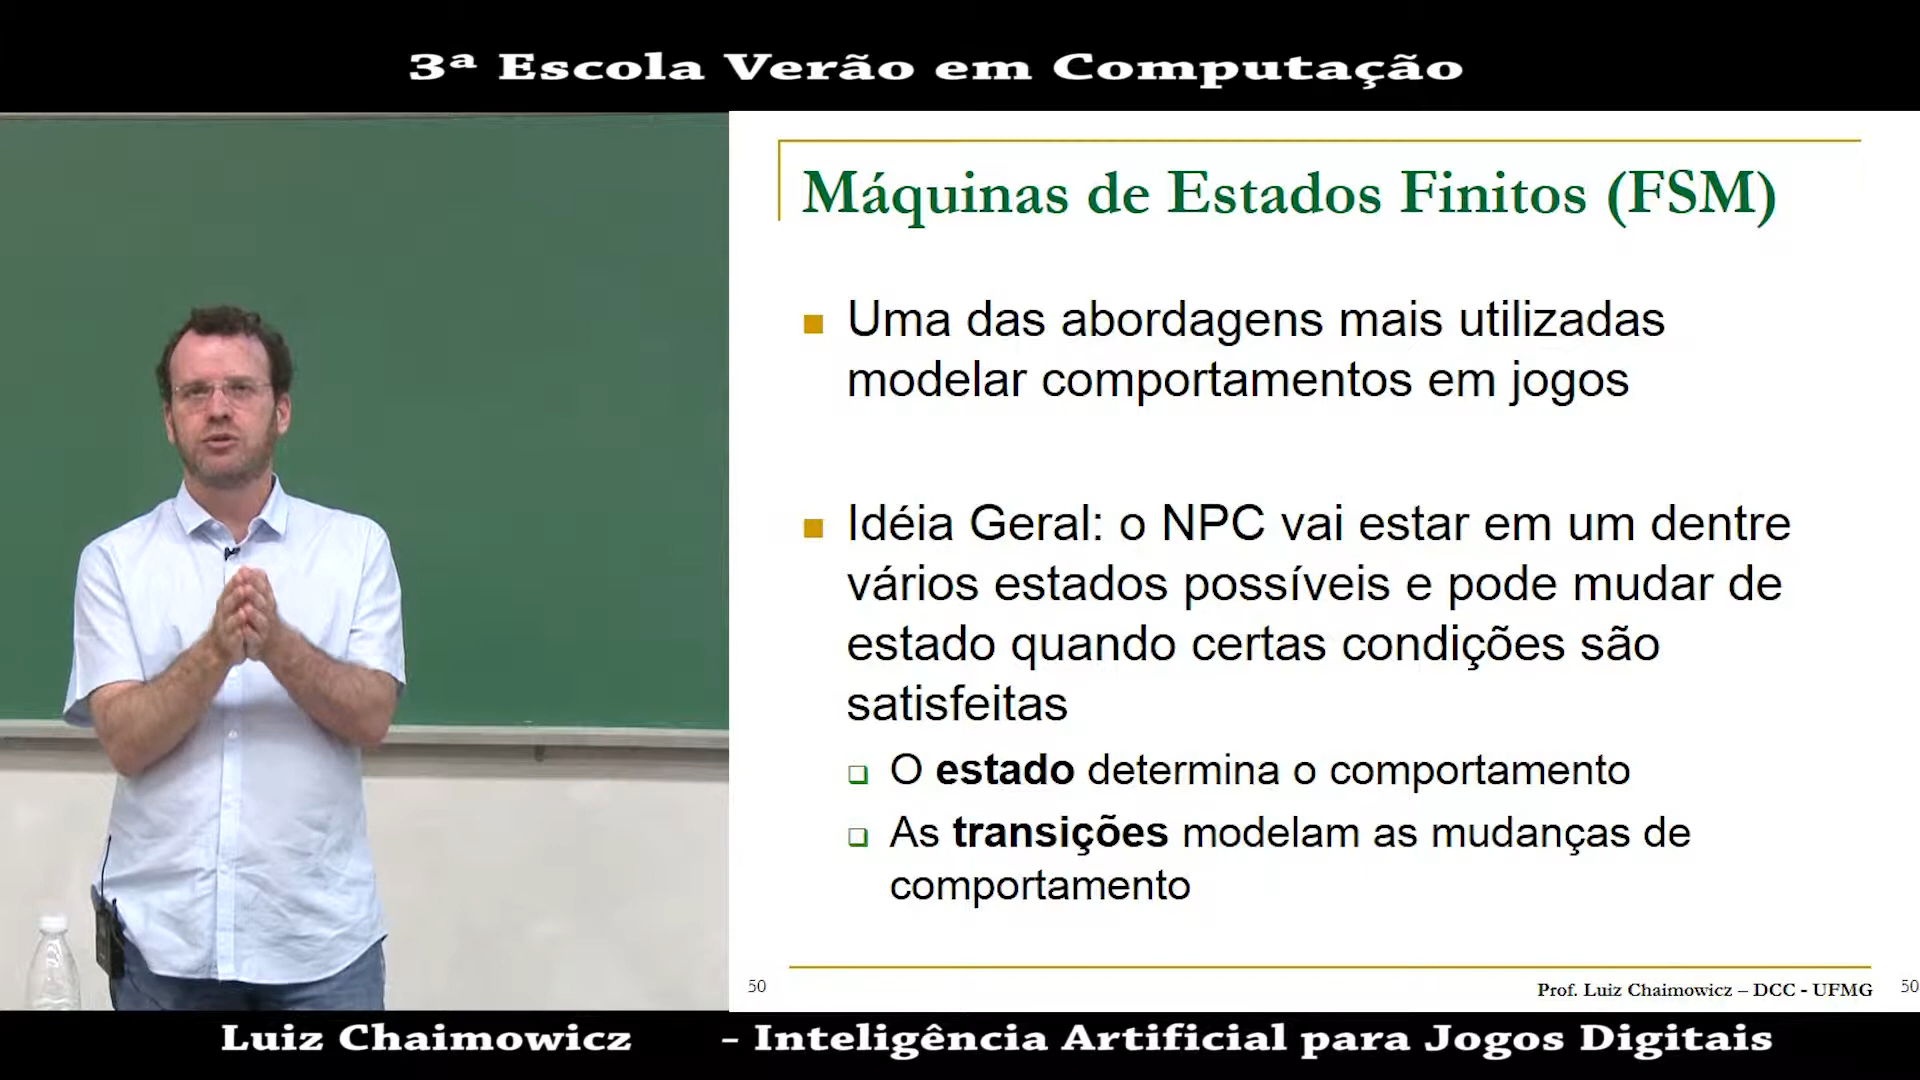 3ª Escola Verão em Computação
Máquinas de Estados Finitos (FSM)
Uma das abordagens mais utilizadas
modelar comportamentos em jogos
Idéia Geral: o NPC vai estar em um dentre
vários estados possíveis e pode mudar de
estado quando certas condições são
satisfeitas
O estado determina o comportamento
As transições modelam as mudanças de
comportamento
50
Prof. Luiz Chaimowicz – DCC - UFMG
50
Luiz Chaimowicz – Inteligência Artificial para Jogos Digitais